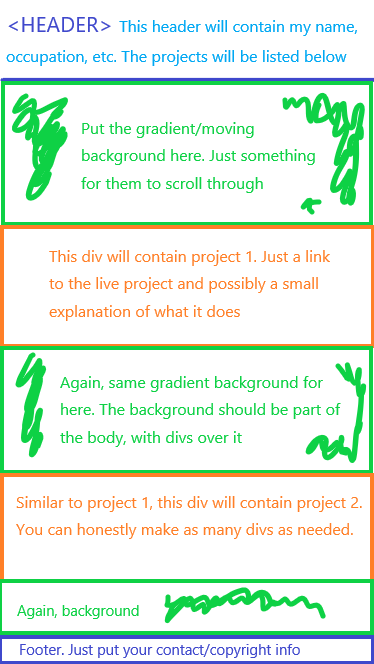 <HEADER> This header will contain my name,
occupation, etc. The projects will be listed below
Put the gradient/moving
background here. Just something
for them to scroll through
This div will contain project 1. Just a link
to the live project and possibly a small
explanation of what it does
Again, same gradient background for
here. The background should be part of
the body, with divs over it
Similar to project 1, this div will contain project 2.
You can honestly make as many divs as needed.
Again, background
Footer. Just put your contact/copyright info